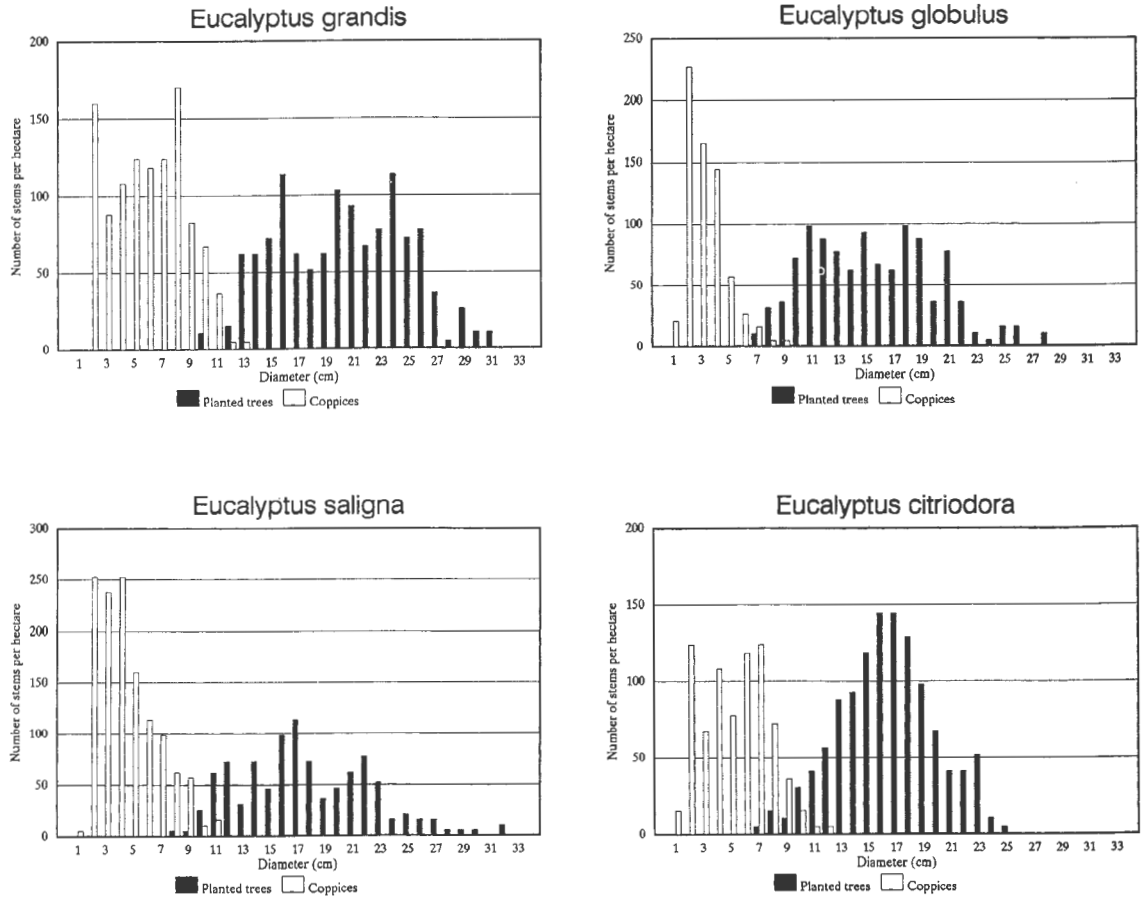 Eucalyptus grandis
200
150
100
50
0
Number of stems per hectare
1 3 5 7 9 11 13 15 17 19 21 23 25 27 29 31 33
Diameter (cm)
Planted trees Coppices
Eucalyptus globulus
250
200
150
100
50
0
Number of stems per hectare
1 3 5 7 9 11 13 15 17 19 21 23 25 27 29 31 33
Diameter (cm)
Planted trees Coppices
Eucalyptus saligna
300
250
200
150
100
50
0
Number of stems per hectare
1 3 5 7 9 11 13 15 17 19 21 23 25 27 29 31 33
Diameter (cm)
Planted trees Coppices
Eucalyptus citriodora
200
150
100
50
0
Number of stems per hectare
1 3 5 7 9 11 13 15 17 19 21 23 25 27 29 31 33
Diameter (cm)
Planted trees Coppices